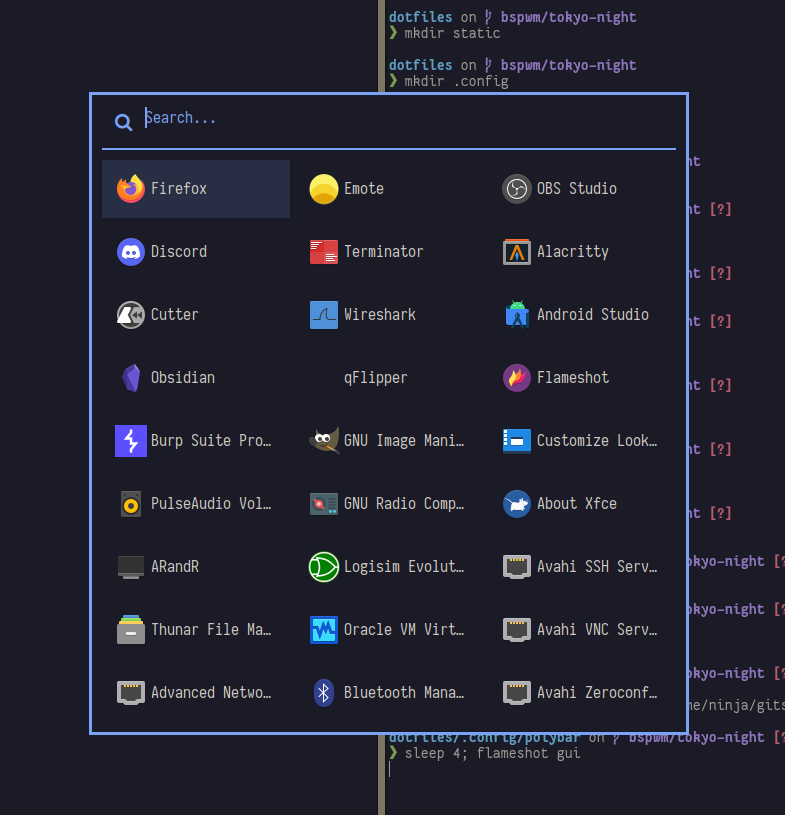 dotfiles on bspwm/tokyo-night
❯ mkdir static
dotfiles on bspwm/tokyo-night
❯ mkdir .config
Search...
Firefox Emote OBS Studio
Discord Terminator Alacritty
Cutter Wireshark Android Studio
Obsidian qFlipper Flameshot
Burp Suite Pro… GNU Image Mani… Customize Look…
PulseAudio Vol… GNU Radio Comp… About Xfce
ARandR Logisim Evolut… Avahi SSH Serv…
Thunar File Ma… Oracle VM Virt… Avahi VNC Serv…
Advanced Netwo… Bluetooth Mana… Avahi Zeroconf…
ht
ht [?]
ht [?]
ht [?]
ht [?]
ht [?]
ht [?]
okyo-night [?
okyo-night [?
okyo-night [?
me/ninja/gits
dotfiles/.config/polybar on bspwm/tokyo-night [?
❯ sleep 4; flameshot gui